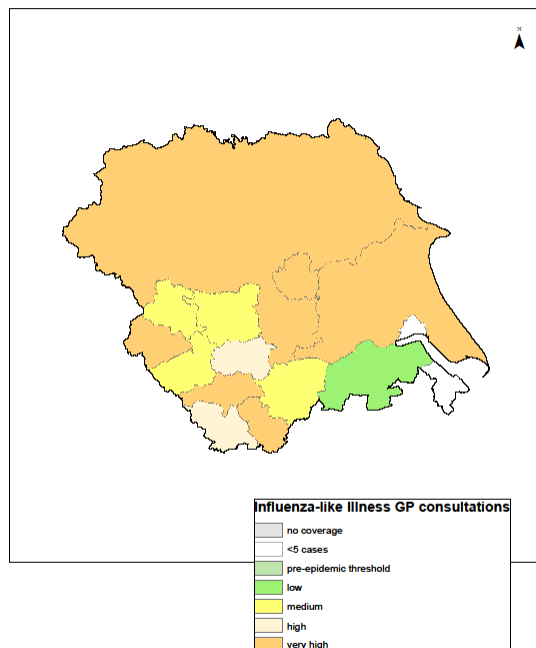 N
Influenza-like Illness GP consultations
no coverage
<5 cases
pre-epidemic threshold
low
medium
high
very high